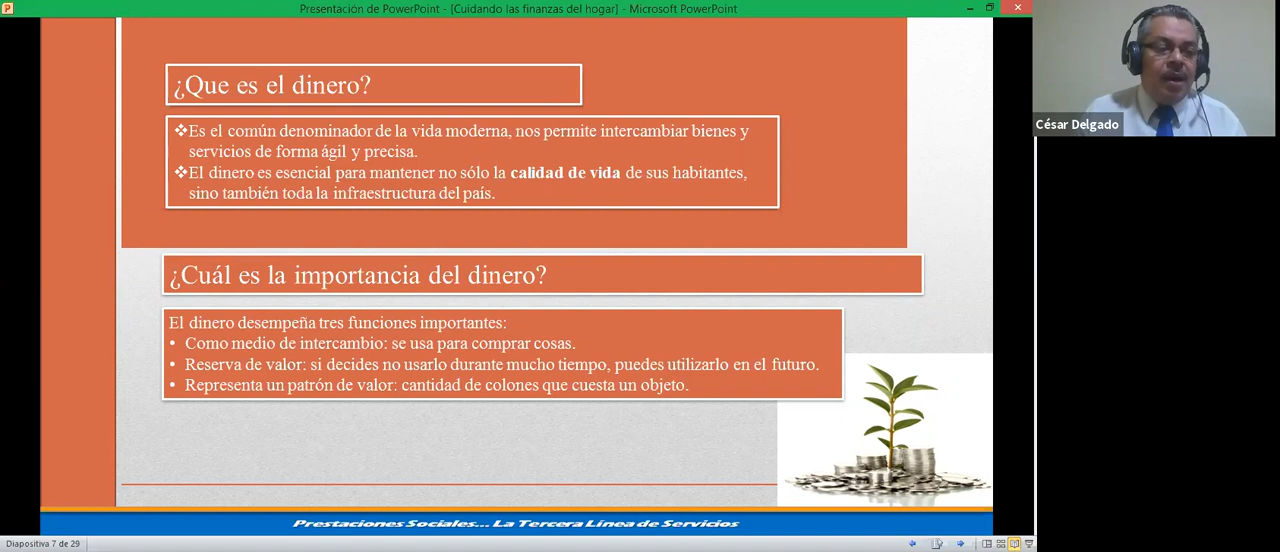 Presentación de PowerPoint - [Cuidando las finanzas del hogar] - Microsoft PowerPoint
¿Que es el dinero?
❖Es el común denominador de la vida moderna, nos permite intercambiar bienes y
servicios de forma ágil y precisa.
❖El dinero es esencial para mantener no sólo la calidad de vida de sus habitantes,
sino también toda la infraestructura del país.
César Delgado
¿Cuál es la importancia del dinero?
El dinero desempeña tres funciones importantes:
• Como medio de intercambio: se usa para comprar cosas.
• Reserva de valor: si decides no usarlo durante mucho tiempo, puedes utilizarlo en el futuro.
• Representa un patrón de valor: cantidad de colones que cuesta un objeto.
Prestaciones Sociales... La Tercera Línea de Servicios
Diapositiva 7 de 29